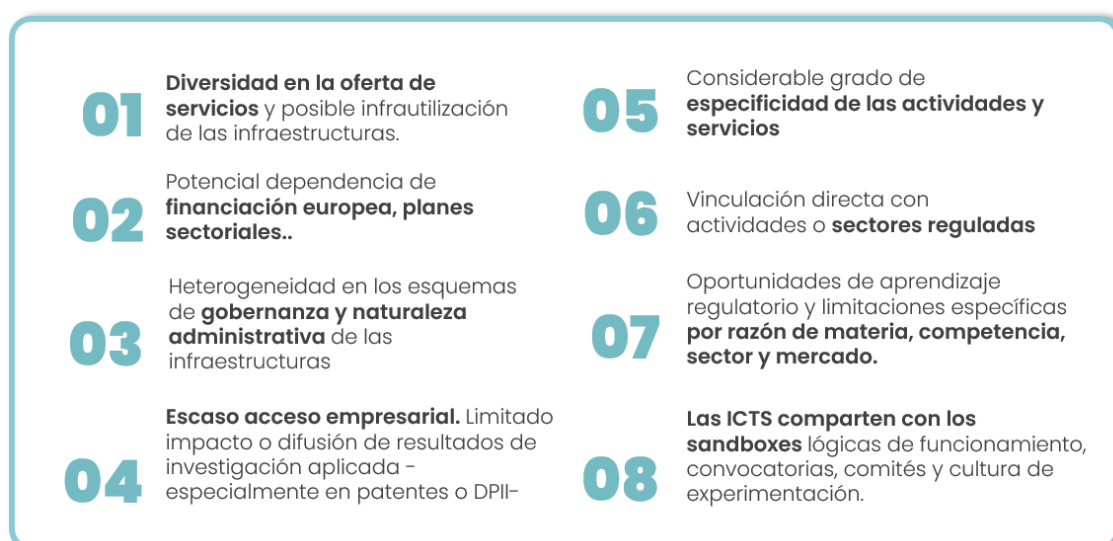 01
Diversidad en la oferta de
servicios y posible infrautilización
de las infraestructuras.
02
Potencial dependencia de
financiación europea, planes
sectoriales..
03
Heterogeneidad en los esquemas
de gobernanza y naturaleza
administrativa de las
infraestructuras
04
Escaso acceso empresarial. Limitado
impacto o difusión de resultados de
investigación aplicada -
especialmente en patentes o DPII-
05
Considerable grado de
especificidad de las actividades y
servicios
06
Vinculación directa con
actividades o sectores reguladas
07
Oportunidades de aprendizaje
regulatorio y limitaciones específicas
por razón de materia, competencia,
sector y mercado.
08
Las ICTS comparten con los
sandboxes lógicas de funcionamiento,
convocatorias, comités y cultura de
experimentación.